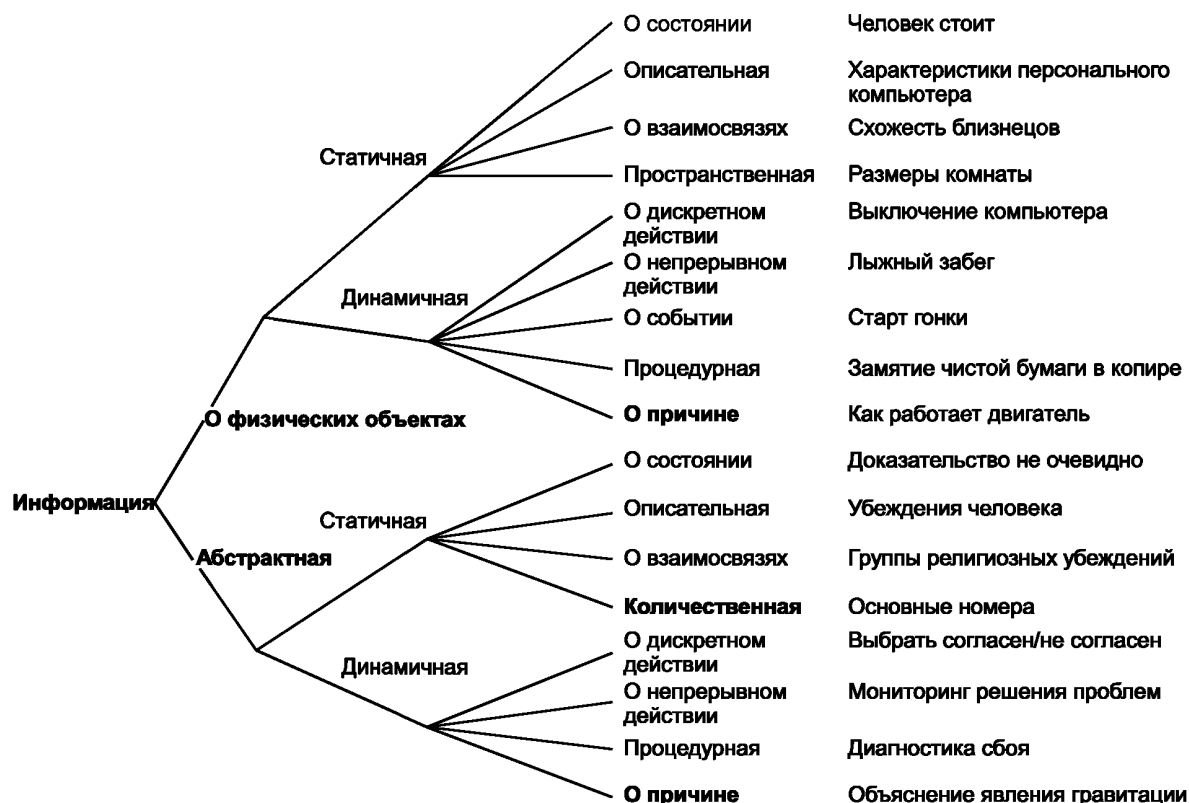 О состоянии Человек стоит
Описательная Характеристики персонального
компьютера
О взаимосвязях Схожесть близнецов
Статичная
Пространственная Размеры комнаты
О дискретном Выключение компьютера
действии
О непрерывном Лыжный забег
действии
Динамичная
О событии Старт гонки
Процедурная Замятие чистой бумаги в копире
О причине Как работает двигатель
О физических объектах
О состоянии Доказательство не очевидно
Информация
Описательная Убеждения человека
Статичная
О взаимосвязях Группы религиозных убеждений
Абстрактная
Количественная Основные номера
О дискретном Выбрать согласен/не согласен
действии
Динамичная
О непрерывном Мониторинг решения проблем
действии
Процедурная Диагностика сбоя
О причине Объяснение явления гравитации